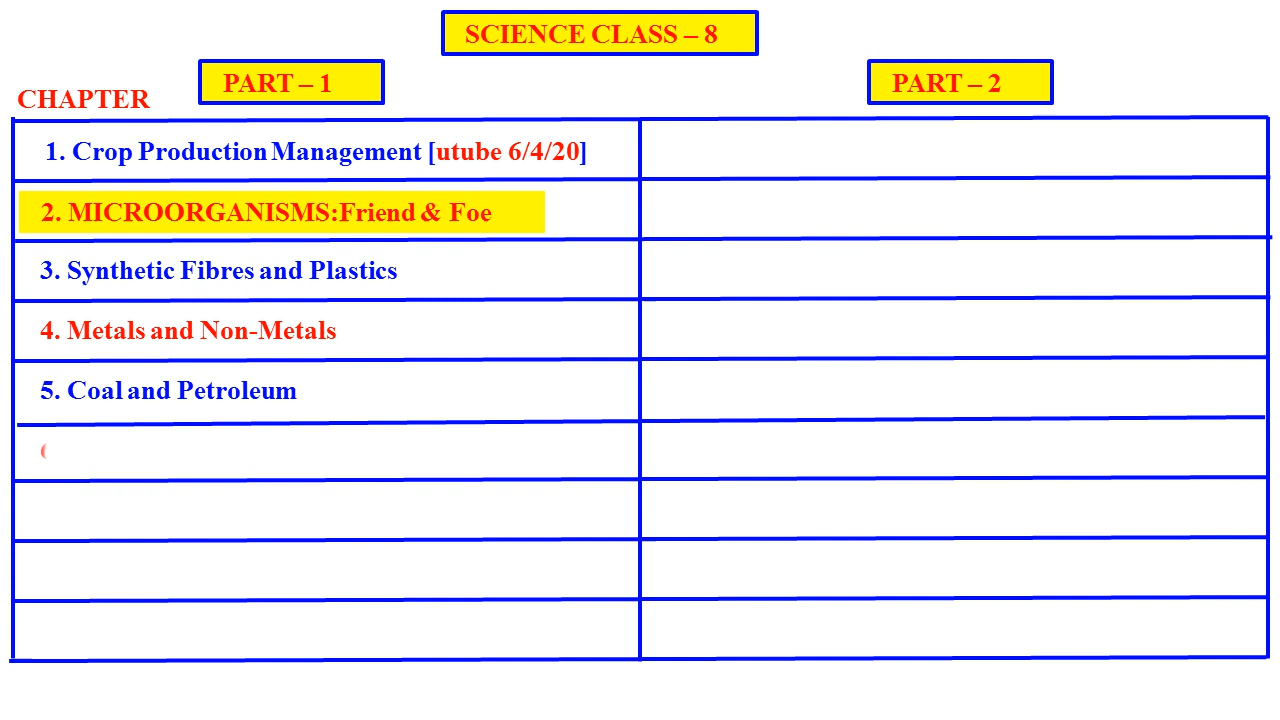 SCIENCE CLASS – 8
PART – 1
PART – 2
CHAPTER
1. Crop Production Management [utube 6/4/20]
2. MICROORGANISMS:Friend & Foe
3. Synthetic Fibres and Plastics
4. Metals and Non-Metals
5. Coal and Petroleum